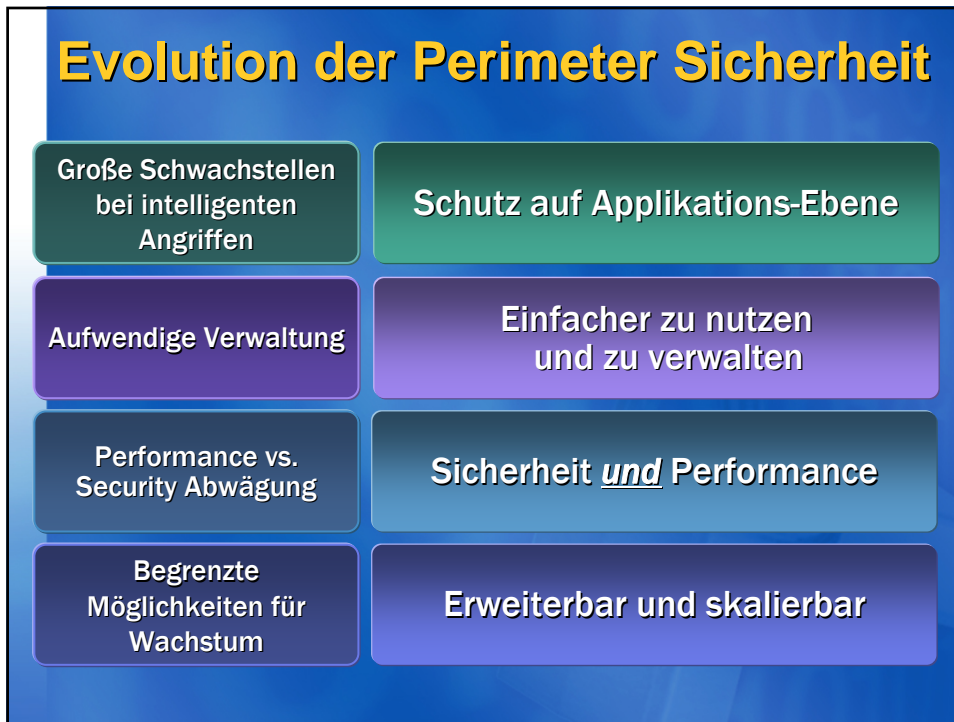 Evolution der Perimeter Sicherheit
Große Schwachstellen
bei intelligenten
Angriffen
Schutz auf Applikations-Ebene
Aufwendige Verwaltung
Einfacher zu nutzen
und zu verwalten
Performance vs.
Security Abwägung
Sicherheit und Performance
Begrenzte
Möglichkeiten für
Wachstum
Erweiterbar und skalierbar